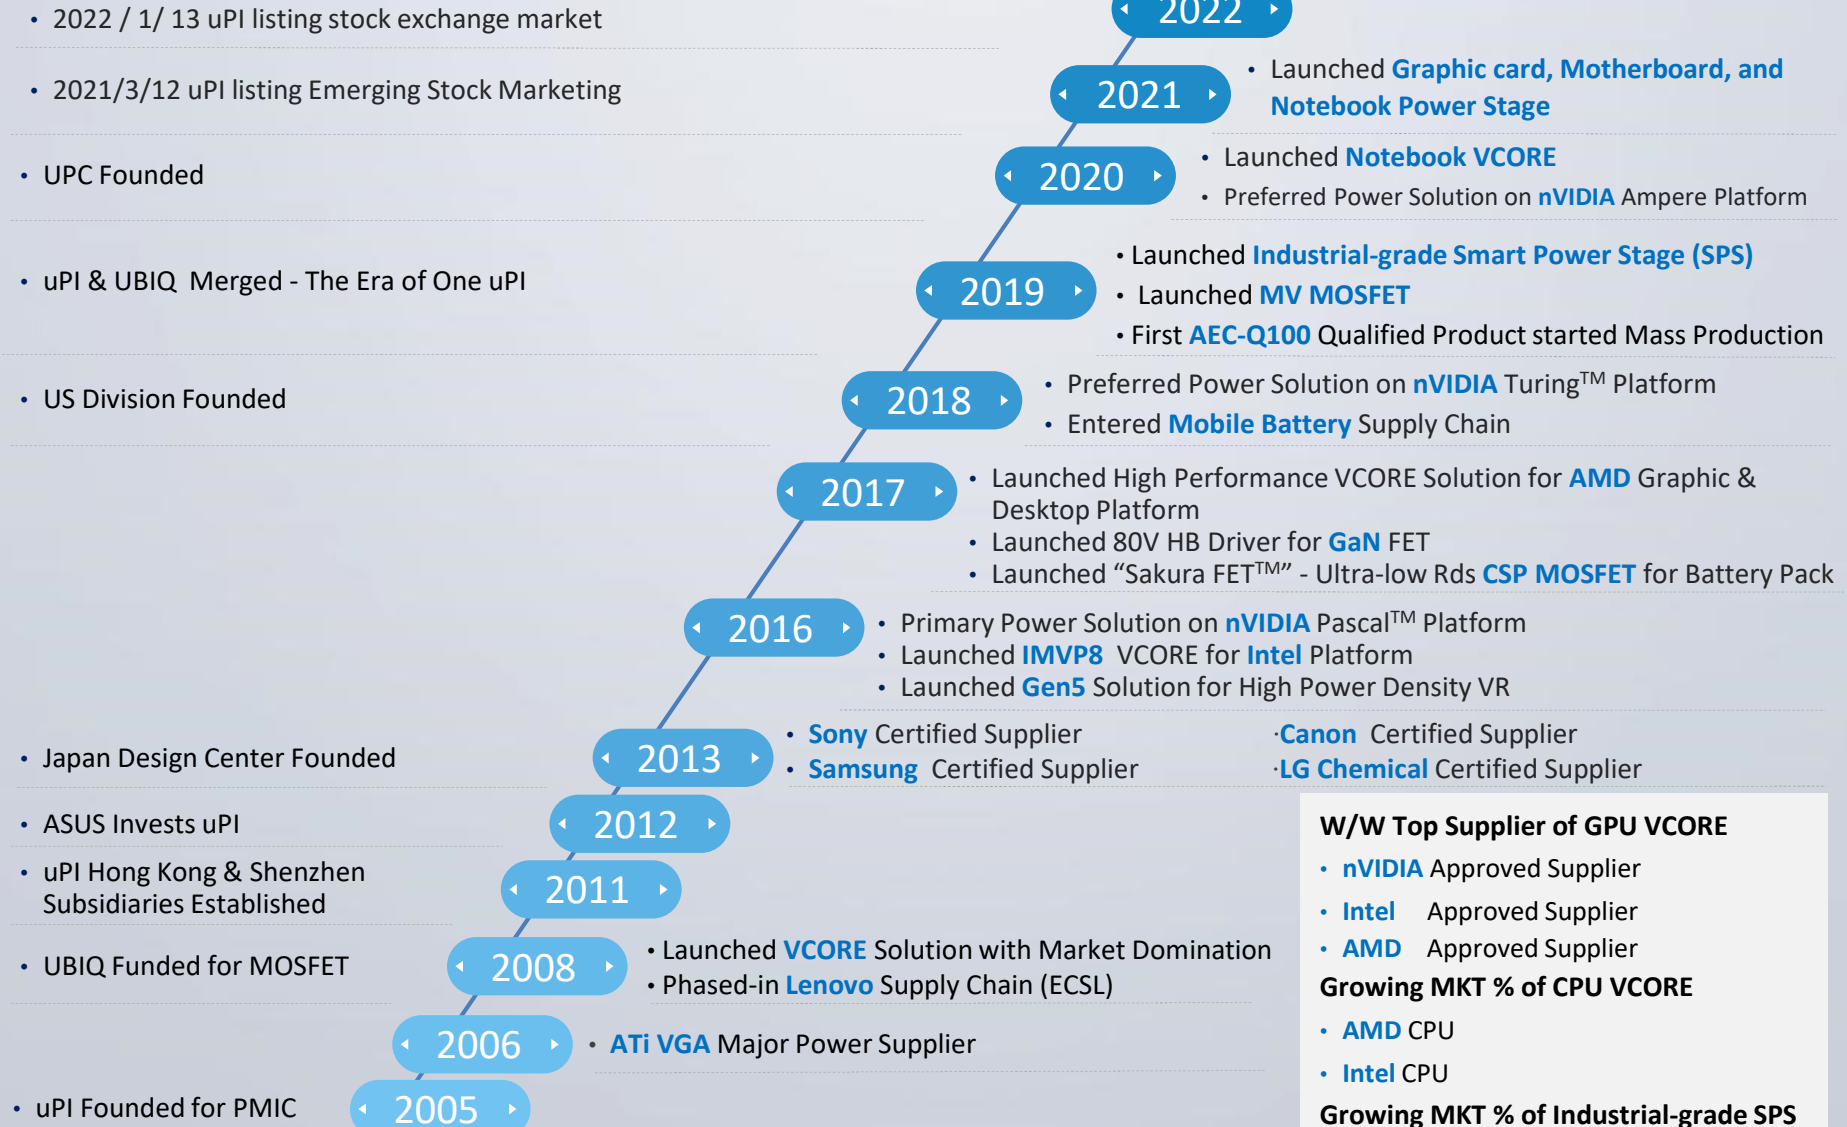 • 2022 / 1/ 13 uPI listing stock exchange market
2022
• 2021/3/12 uPI listing Emerging Stock Marketing
2021
• Launched Graphic card, Motherboard, and
Notebook Power Stage
• UPC Founded
2020
• Launched Notebook VCORE
• Preferred Power Solution on nVIDIA Ampere Platform
• uPI & UBIQ Merged - The Era of One uPI
2019
• Launched Industrial-grade Smart Power Stage (SPS)
• Launched MV MOSFET
• First AEC-Q100 Qualified Product started Mass Production
• US Division Founded
2018
• Preferred Power Solution on nVIDIA Turing™ Platform
• Entered Mobile Battery Supply Chain
2017
• Launched High Performance VCORE Solution for AMD Graphic &
Desktop Platform
• Launched 80V HB Driver for GaN FET
• Launched “Sakura FET™” - Ultra-low Rds CSP MOSFET for Battery Pack
2016
• Primary Power Solution on nVIDIA Pascal™ Platform
• Launched IMVP8 VCORE for Intel Platform
• Launched Gen5 Solution for High Power Density VR
• Japan Design Center Founded
2013
• Sony Certified Supplier ·Canon Certified Supplier
• Samsung Certified Supplier ·LG Chemical Certified Supplier
• ASUS Invests uPI
2012
• uPI Hong Kong & Shenzhen
Subsidiaries Established
2011
• UBIQ Funded for MOSFET
2008
• Launched VCORE Solution with Market Domination
• Phased-in Lenovo Supply Chain (ECSL)
2006
• ATi VGA Major Power Supplier
• uPI Founded for PMIC
2005
W/W Top Supplier of GPU VCORE
• nVIDIA Approved Supplier
• Intel Approved Supplier
• AMD Approved Supplier
Growing MKT % of CPU VCORE
• AMD CPU
• Intel CPU
Growing MKT % of Industrial-grade SPS